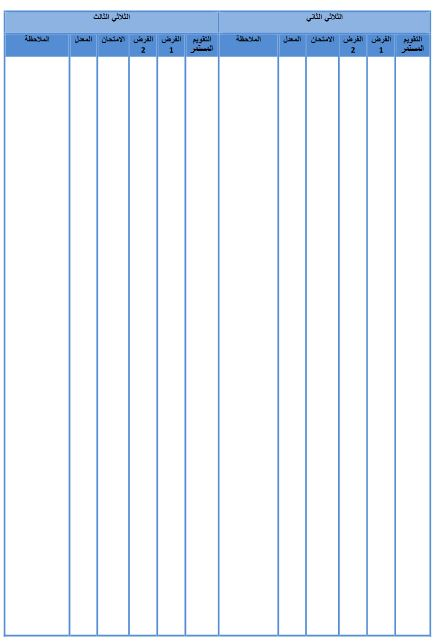 الثلاثي الثاني
الثلاثي الثالث
التقويم المستمر
الفرض 1
الفرض 2
الامتحان
المعدل
الملاحظة
التقويم المستمر
الفرض 1
الفرض 2
الامتحان
المعدل
الملاحظة